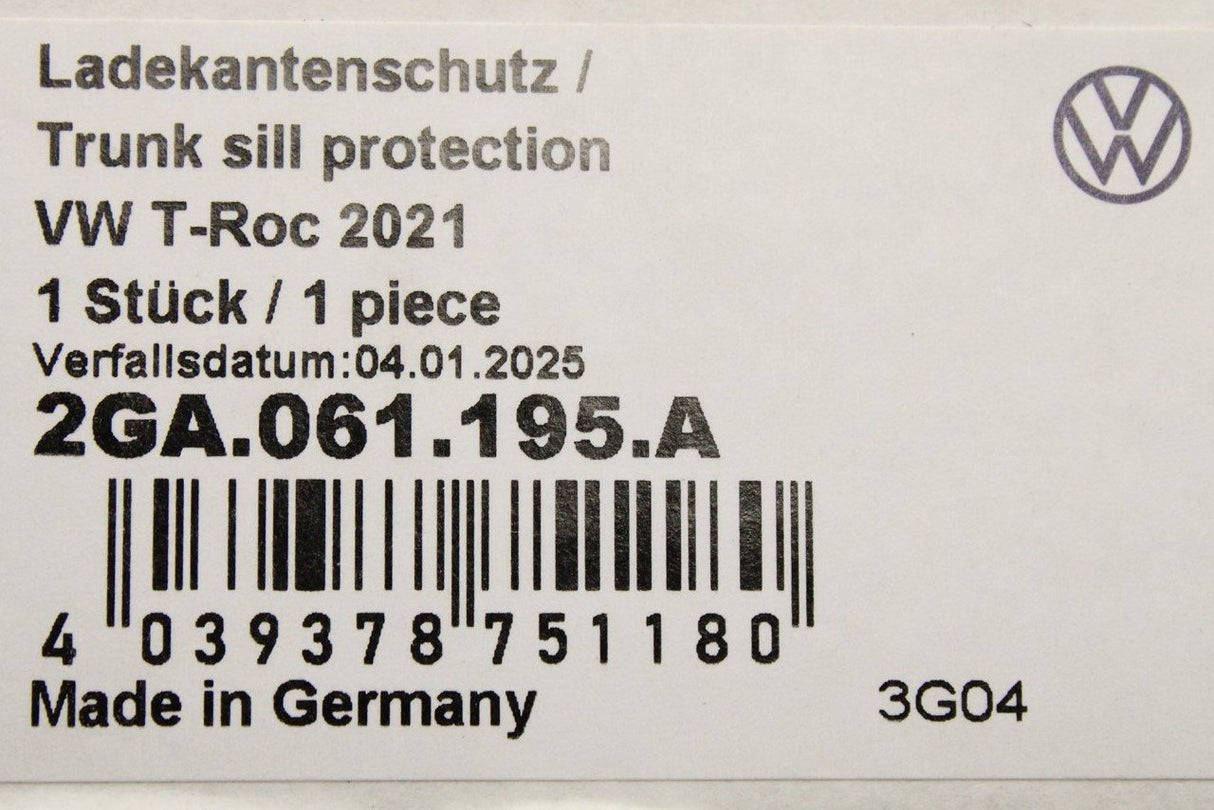 Ladekantenschutz /
Trunk sill protection
VW T-Roc 2021
1 Stück / 1 piece
Verfallsdatum:04.01.2025
2GA.061.195.A
4 039378 751180
Made in Germany
3G04
VW